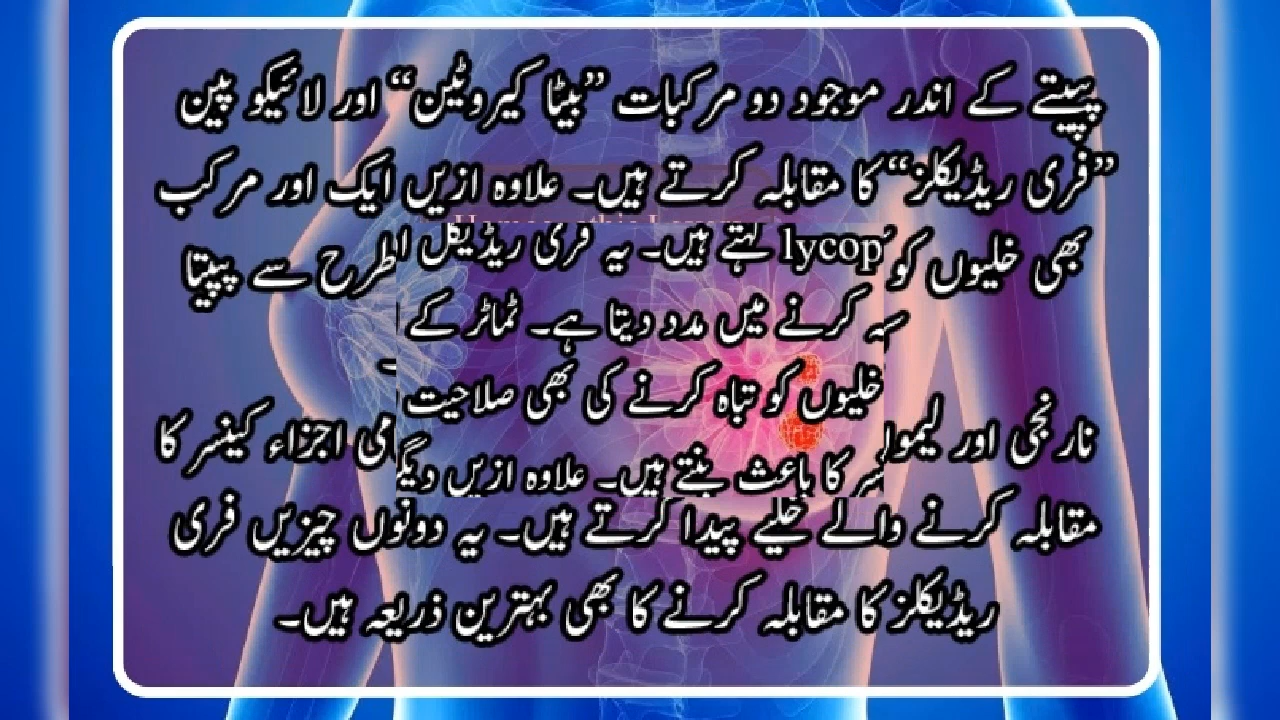 پپیتے کے اندر موجود دو مرکبات ”بیٹا کیروٹین“ اور لائیکو پین
”فری ریڈیکلز“ کا مقابلہ کرتے ہیں۔ علاوہ ازیں ایک اور مرکب
بھی خلیوں کو lycop کہتے ہیں۔ یہ فری ریڈیکل طرح سے پپیتا
کرنے میں مدد دیتا ہے۔ ٹماٹر کے
خلیوں کو تباہ کرنے کی بھی صلاحیت
نارنجی اور اجزاء کینسر کا
کا باعث بنتے ہیں۔ علاوہ ازیں
مقابلہ کرنے والے خلیے پیدا کرتے ہیں۔ یہ دونوں چیزیں فری
ریڈیکلز کا مقابلہ کرنے کا بھی بہترین ذریعہ ہیں۔